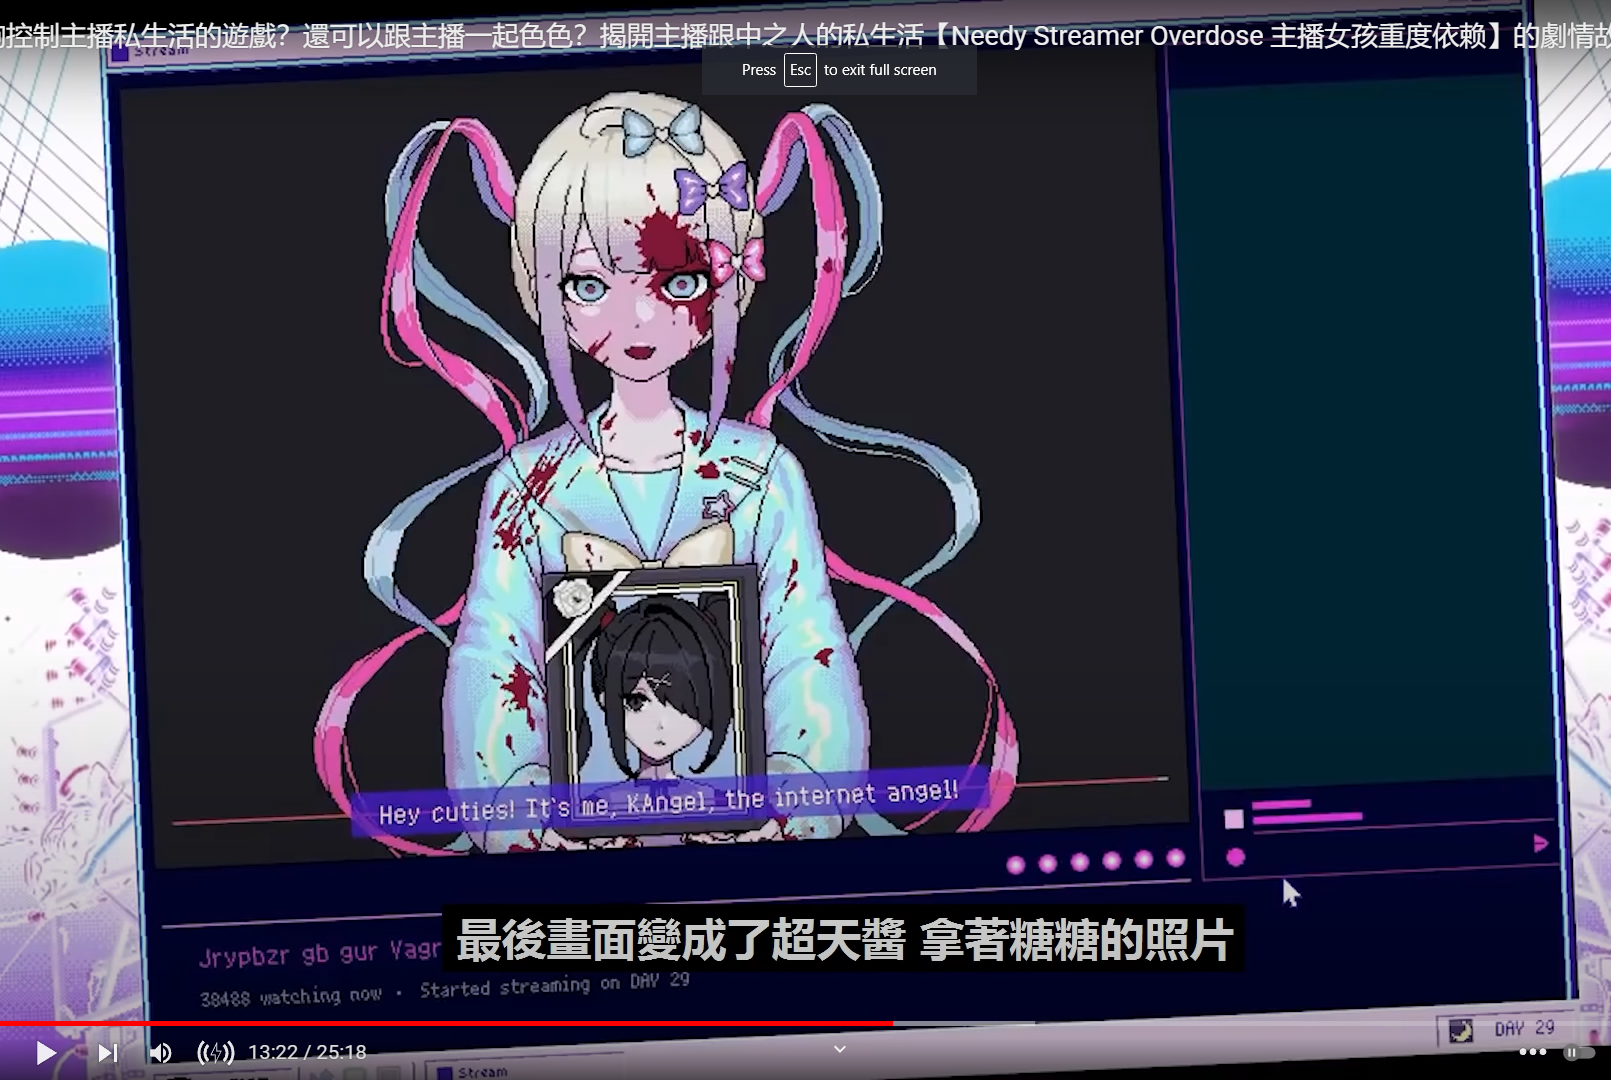 控制主播私生活的遊戲？還可以跟主播一起色色？揭開主播跟中之人的私生活【Needy Streamer Overdose 主播女孩重度依赖】的劇情故
Stream
Press Esc to exit full screen
Hey cuties! It's me, KAngel, the internet angel!
Jrypbzr gb gur Vagr
最後畫面變成了超天醬 拿著糖糖的照片
38488 watching now · Started streaming on DAY 29
DAY 29
13:22 / 25:18
Stream